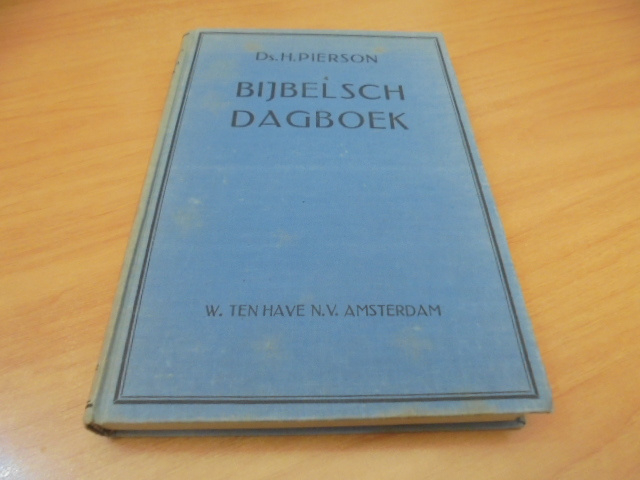 Ds. H. PIERSON
BIJBELSCH
DAGBOEK
W. TEN HAVE N.V. AMSTERDAM